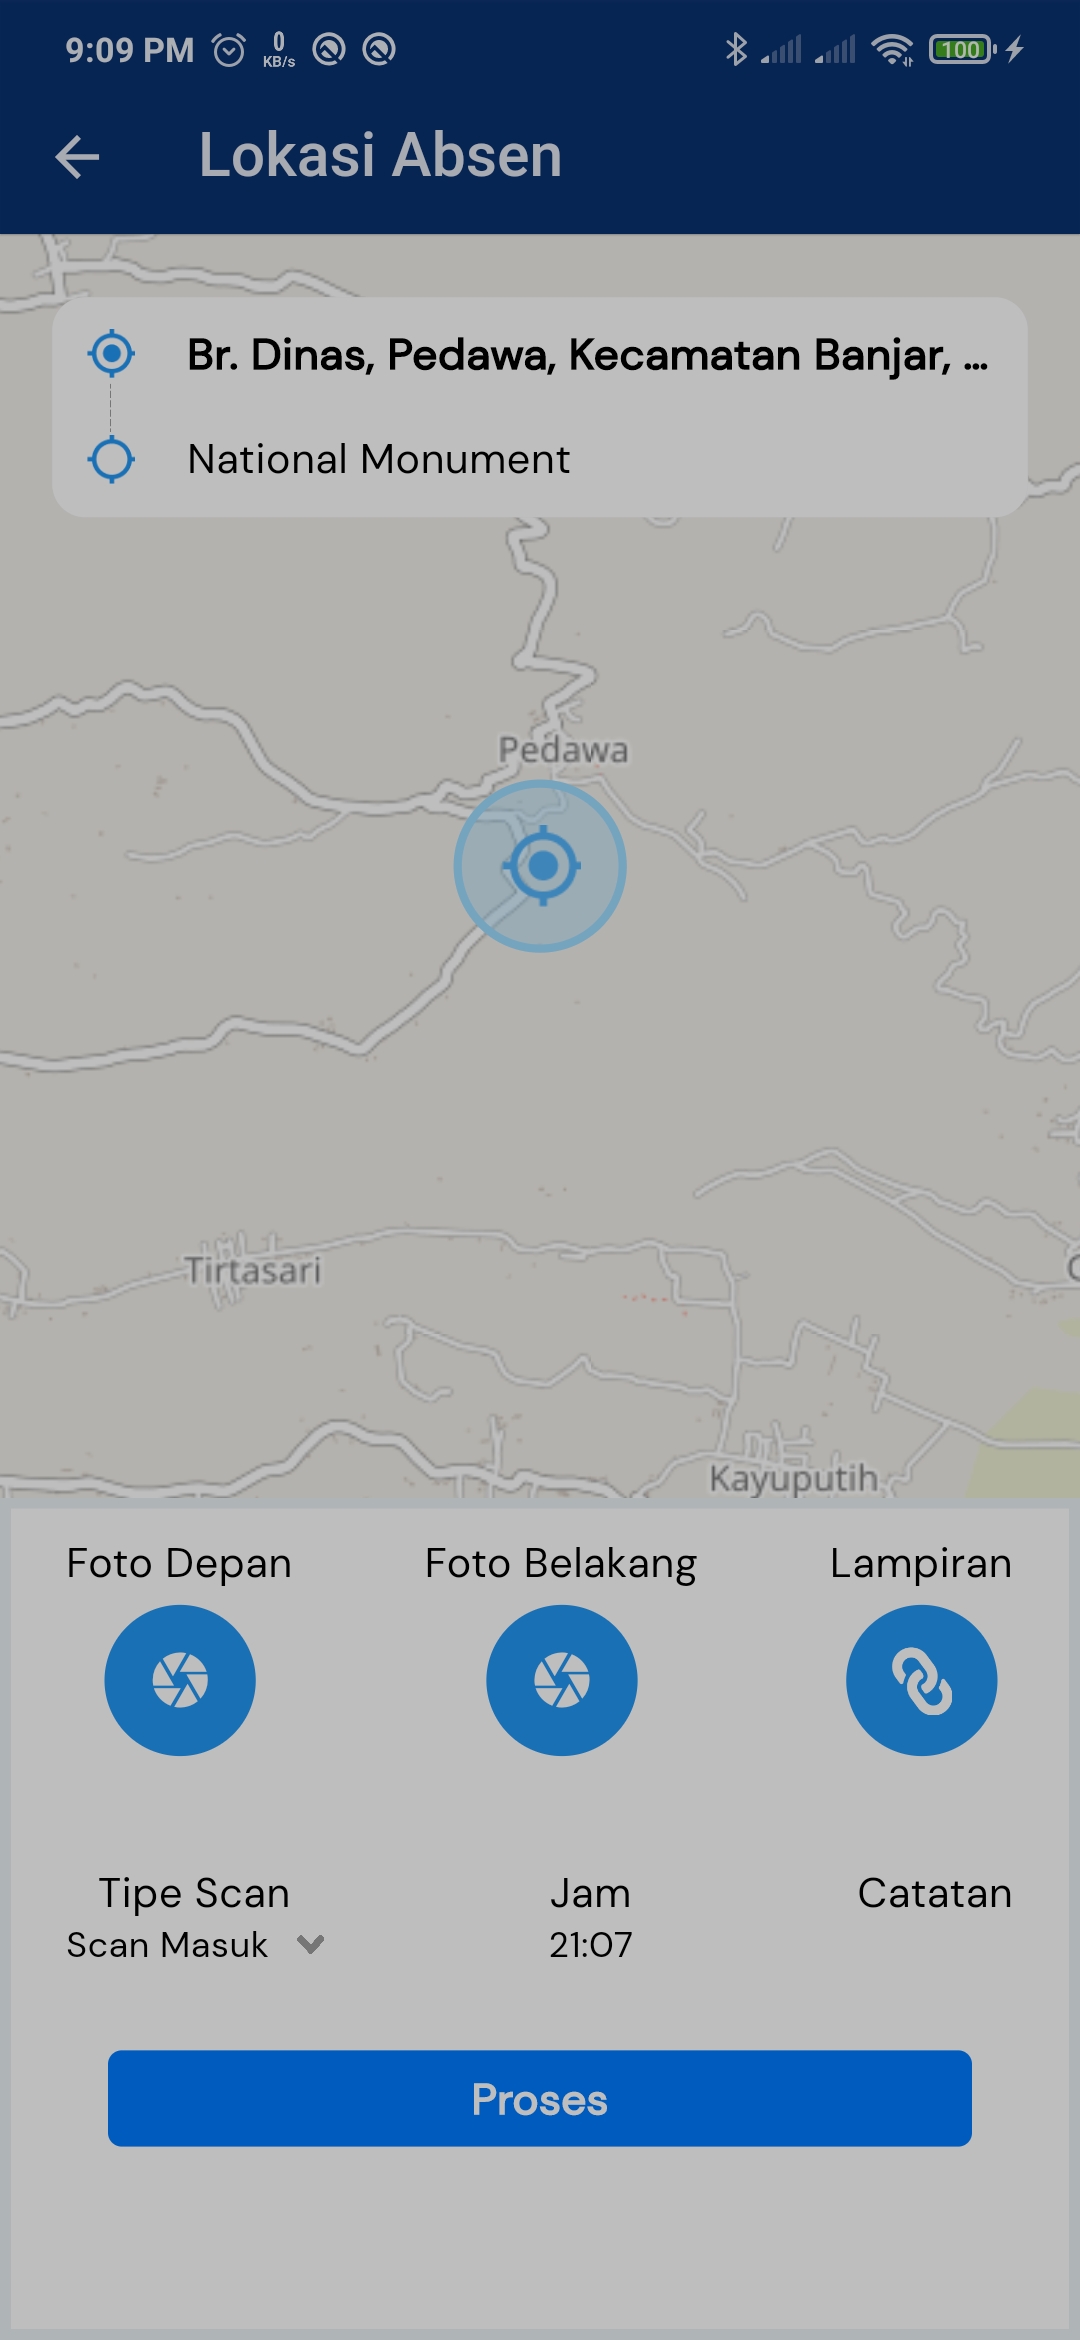 9:09 PM 0 KB/s 100
Lokasi Absen
Br. Dinas, Pedawa, Kecamatan Banjar, ...
National Monument
Pedawa
Tirtasari
Kayuputih
Foto Depan Foto Belakang Lampiran
Tipe Scan Jam Catatan
Scan Masuk 21:07
Proses